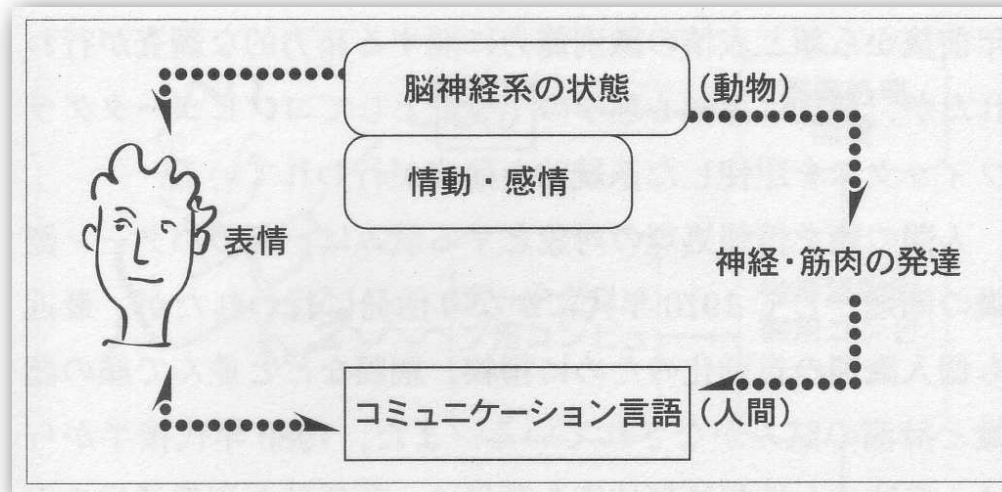 脳神経系の状態 (動物)
情動・感情
表情
神経・筋肉の発達
コミュニケーション言語 (人間)